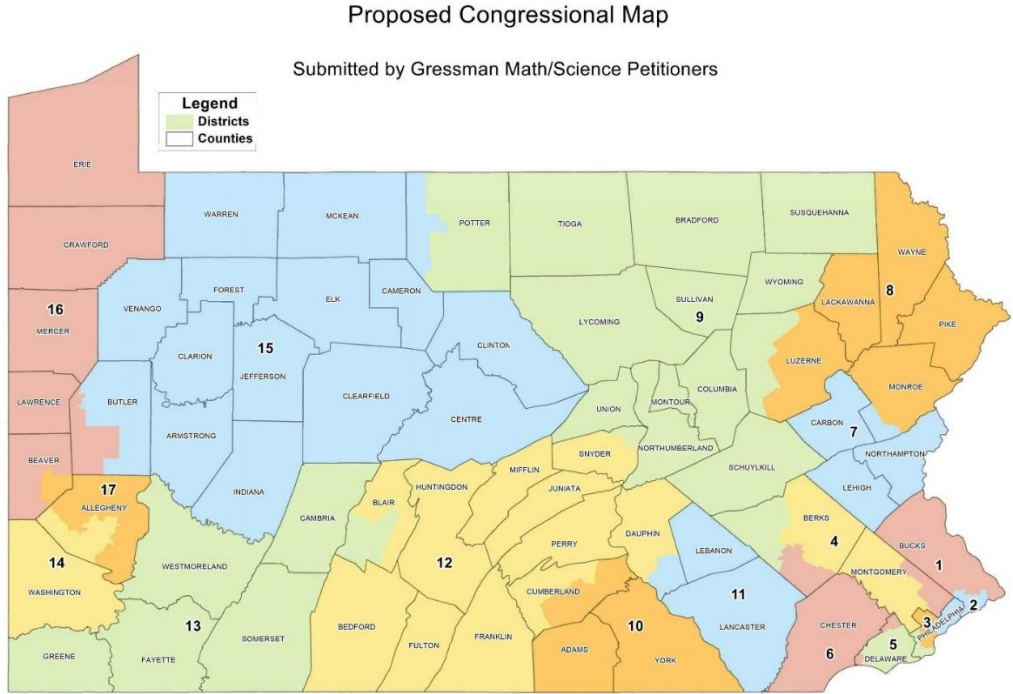 Proposed Congressional Map
Submitted by Gressman Math/Science Petitioners
Legend
Districts
Counties
ERIE
WARREN
MCKEAN
POTTER
TIOGA
BRADFORD
SUSQUEHANNA
CRAWFORD
WAYNE
FOREST
CAMERON
WYOMING
8
VENANGO
ELK
SULLIVAN
LACKAWANNA
16
9
MERCER
LYCOMING
PIKE
15
CLARION
JEFFERSON
CLINTON
LUZERNE
LAWRENCE
BUTLER
CLEARFIELD
MONTOUR
COLUMBIA
MONROE
UNION
CENTRE
CARBON
7
ARMSTRONG
NORTHUMBERLAND
BEAVER
SNYDER
NORTHAMPTON
MIFFLIN
SCHUYLKILL
17
INDIANA
HUNTINGDON
JUNIATA
LEHIGH
ALLEGHENY
BLAIR
CAMBRIA
BERKS
DAUPHIN
4
PERRY
BUCKS
14
WESTMORELAND
12
LEBANON
1
MONTGOMERY
WASHINGTON
CUMBERLAND
11
2
13
10
LANCASTER
CHESTER
3
PHILADELPHIA
BEDFORD
SOMERSET
FULTON
FRANKLIN
6
5
GREENE
FAYETTE
ADAMS
YORK
DELAWARE